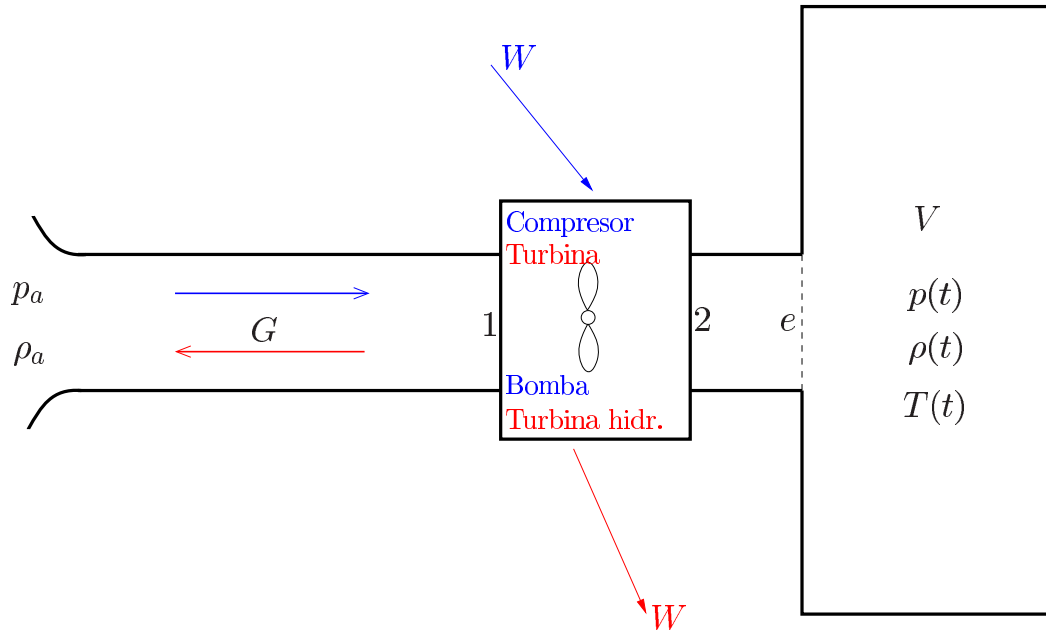 W
Compresor
Turbina
V
p_a
p(t)
G
1
2
e
ρ_a
ρ(t)
Bomba
T(t)
Turbina hidr.
W